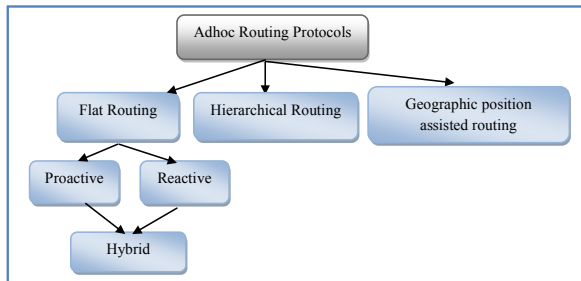 Adhoc Routing Protocols
Flat Routing
Hierarchical Routing
Geographic position
assisted routing
Proactive
Reactive
Hybrid